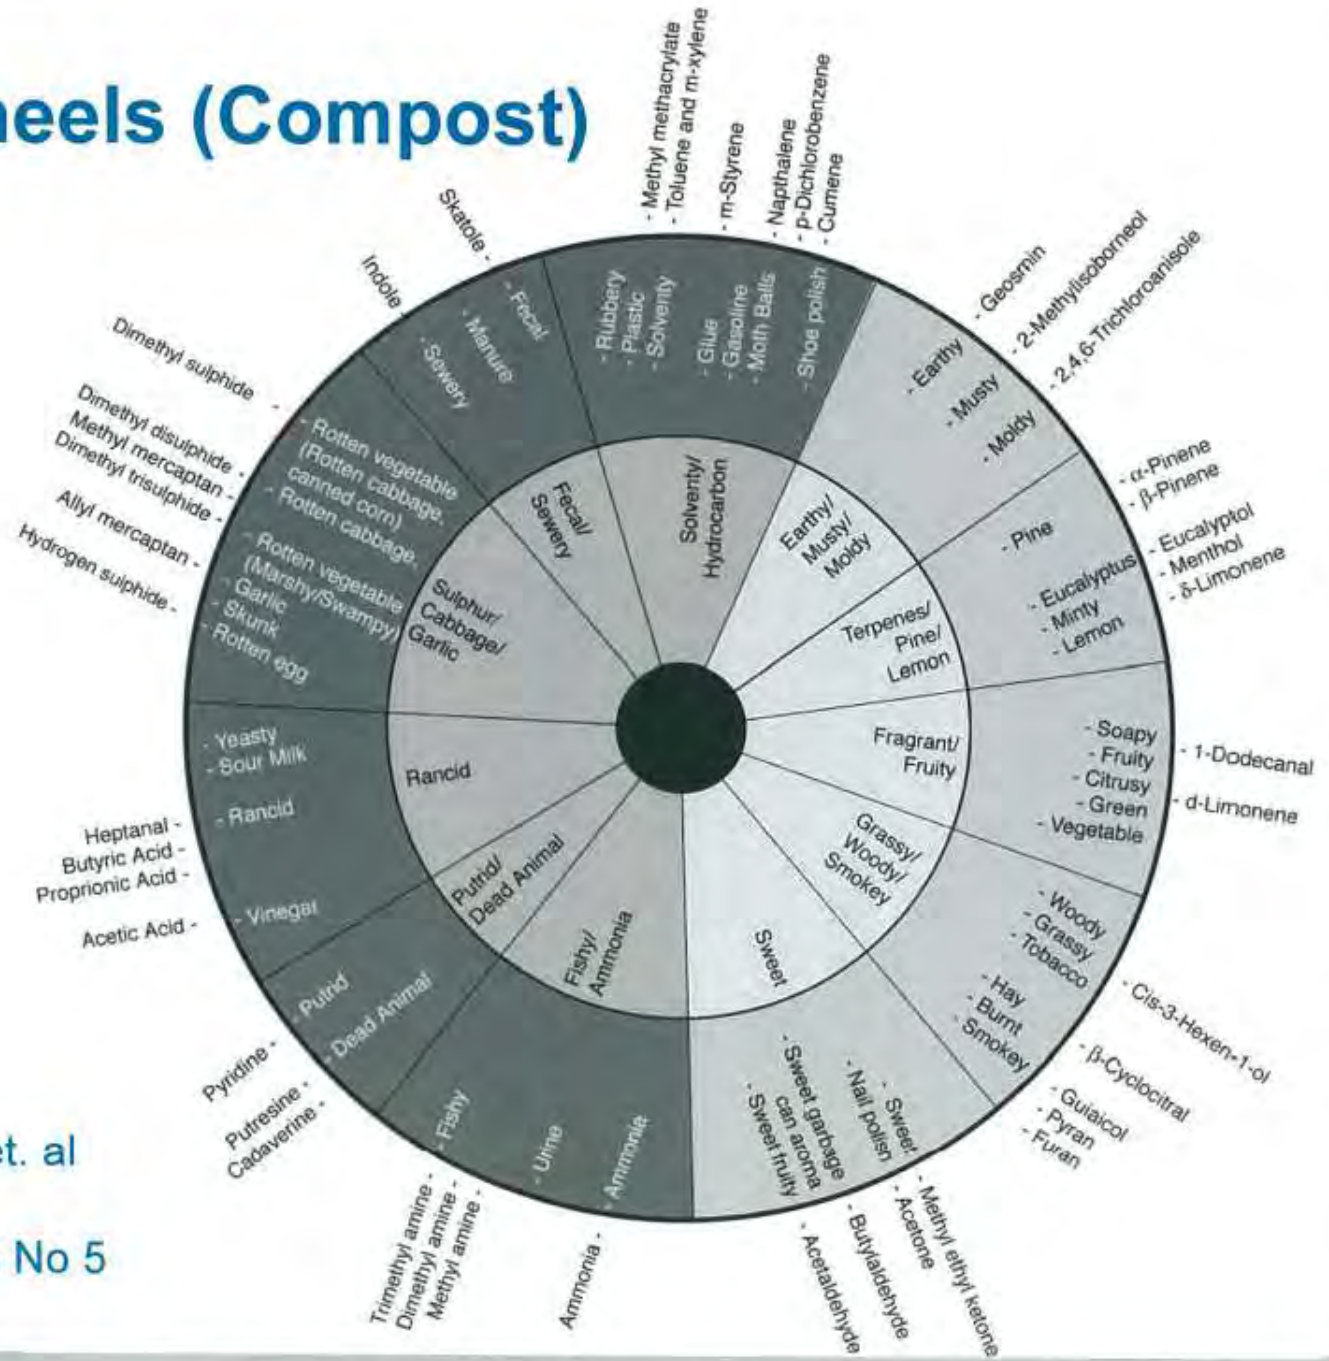 neels (Compost)
- Methyl methacrylate
- Toluene and m-xylene
- m-Styrene
- Napthalene
- p-Dichlorobenzene
- Cumene
- Geosmin
- 2-Methylisoborneol
- 2,4,6-Trichloroanisole
- α-Pinene
- β-Pinene
- Eucalyptol
- Menthol
- δ-Limonene
- 1-Dodecanal
- d-Limonene
- Cis-3-Hexen-1-ol
- β-Cyclocitral
- Guiaicol
- Pyran
- Furan
- Methyl ethyl ketone
- Acetone
- Butylaldehyde
- Acetaldehyde
Ammonia -
Methyl amine -
Dimethyl amine -
Trimethyl amine -
Cadaverine -
Putresine -
Pyridine -
Acetic Acid -
Proprionic Acid -
Butyric Acid -
Heptanal -
Hydrogen sulphide -
Allyl mercaptan -
Dimethyl trisulphide -
Methyl mercaptan -
Dimethyl disulphide -
Dimethyl sulphide -
Indole
Skatole -
- Rubbery
- Plastic
- Solventy
- Glue
- Gasoline
- Moth Balls
- Shoe polish
- Earthy
- Musty
- Moldy
- Pine
- Eucalyptus
- Minty
- Lemon
- Soapy
- Fruity
- Citrusy
- Green
- Vegetable
- Woody
- Grassy
- Tobacco
- Hay
- Burnt
- Smokey
- Sweet
- Nail polish
- Sweet garbage
can aroma
- Sweet fruity
- Ammonia
- Urine
- Fishy
- Dead Animal
- Putrid
- Vinegar
- Rancid
- Sour Milk
- Yeasty
- Rotten egg
- Skunk
- Garlic
- Rotten vegetable
(Marshy/Swampy)
- Rotten cabbage,
- Rotten vegetable
(Rotten cabbage,
canned corn)
- Sewery
- Manure
- Fecal
Solventy/
Hydrocarbon
Earthy/
Musty/
Moldy
Terpenes/
Pine/
Lemon
Fragrant/
Fruity
Grassy/
Woody/
Smokey
Sweet
Fishy/
Ammonia
Putrid/
Dead Animal
Rancid
Sulphur/
Cabbage/
Garlic
Fecal/
Sewery
et. al
No 5